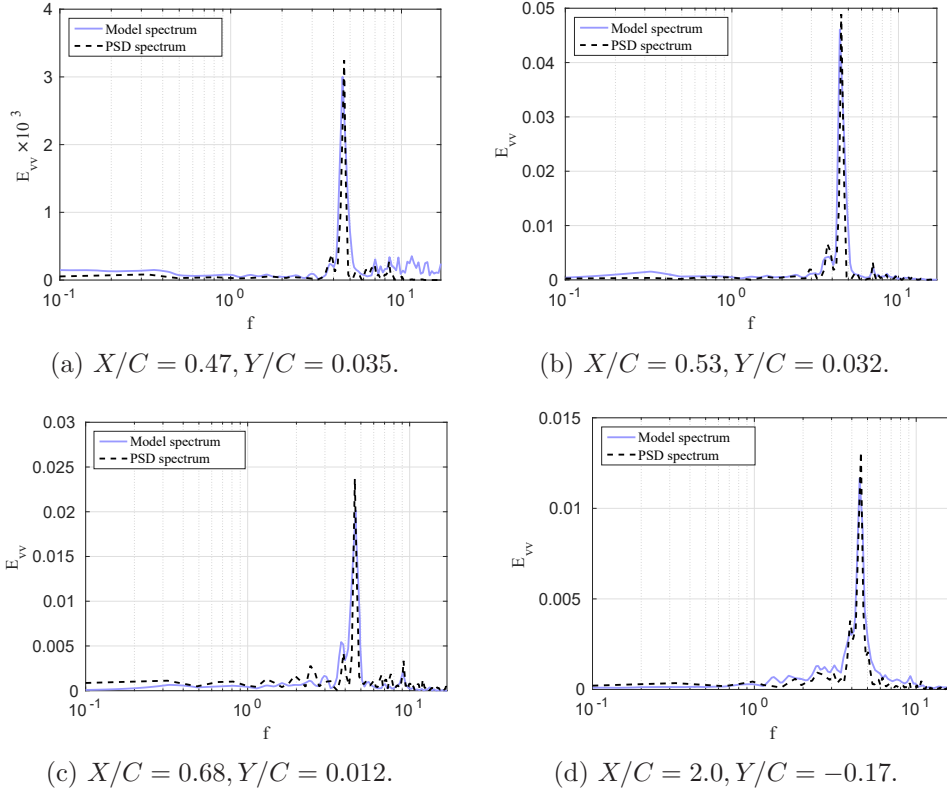 Model spectrum
PSD spectrum
4
3
2
1
0
E_vv ×10^3
10^-1
10^0
10^1
f
(a) X/C = 0.47, Y/C = 0.035.
Model spectrum
PSD spectrum
0.05
0.04
0.03
0.02
0.01
0
E_vv
10^-1
10^0
10^1
f
(b) X/C = 0.53, Y/C = 0.032.
Model spectrum
PSD spectrum
0.03
0.025
0.02
0.015
0.01
0.005
0
E_vv
10^-1
10^0
10^1
f
(c) X/C = 0.68, Y/C = 0.012.
Model spectrum
PSD spectrum
0.015
0.01
0.005
0
E_vv
10^-1
10^0
10^1
f
(d) X/C = 2.0, Y/C = −0.17.